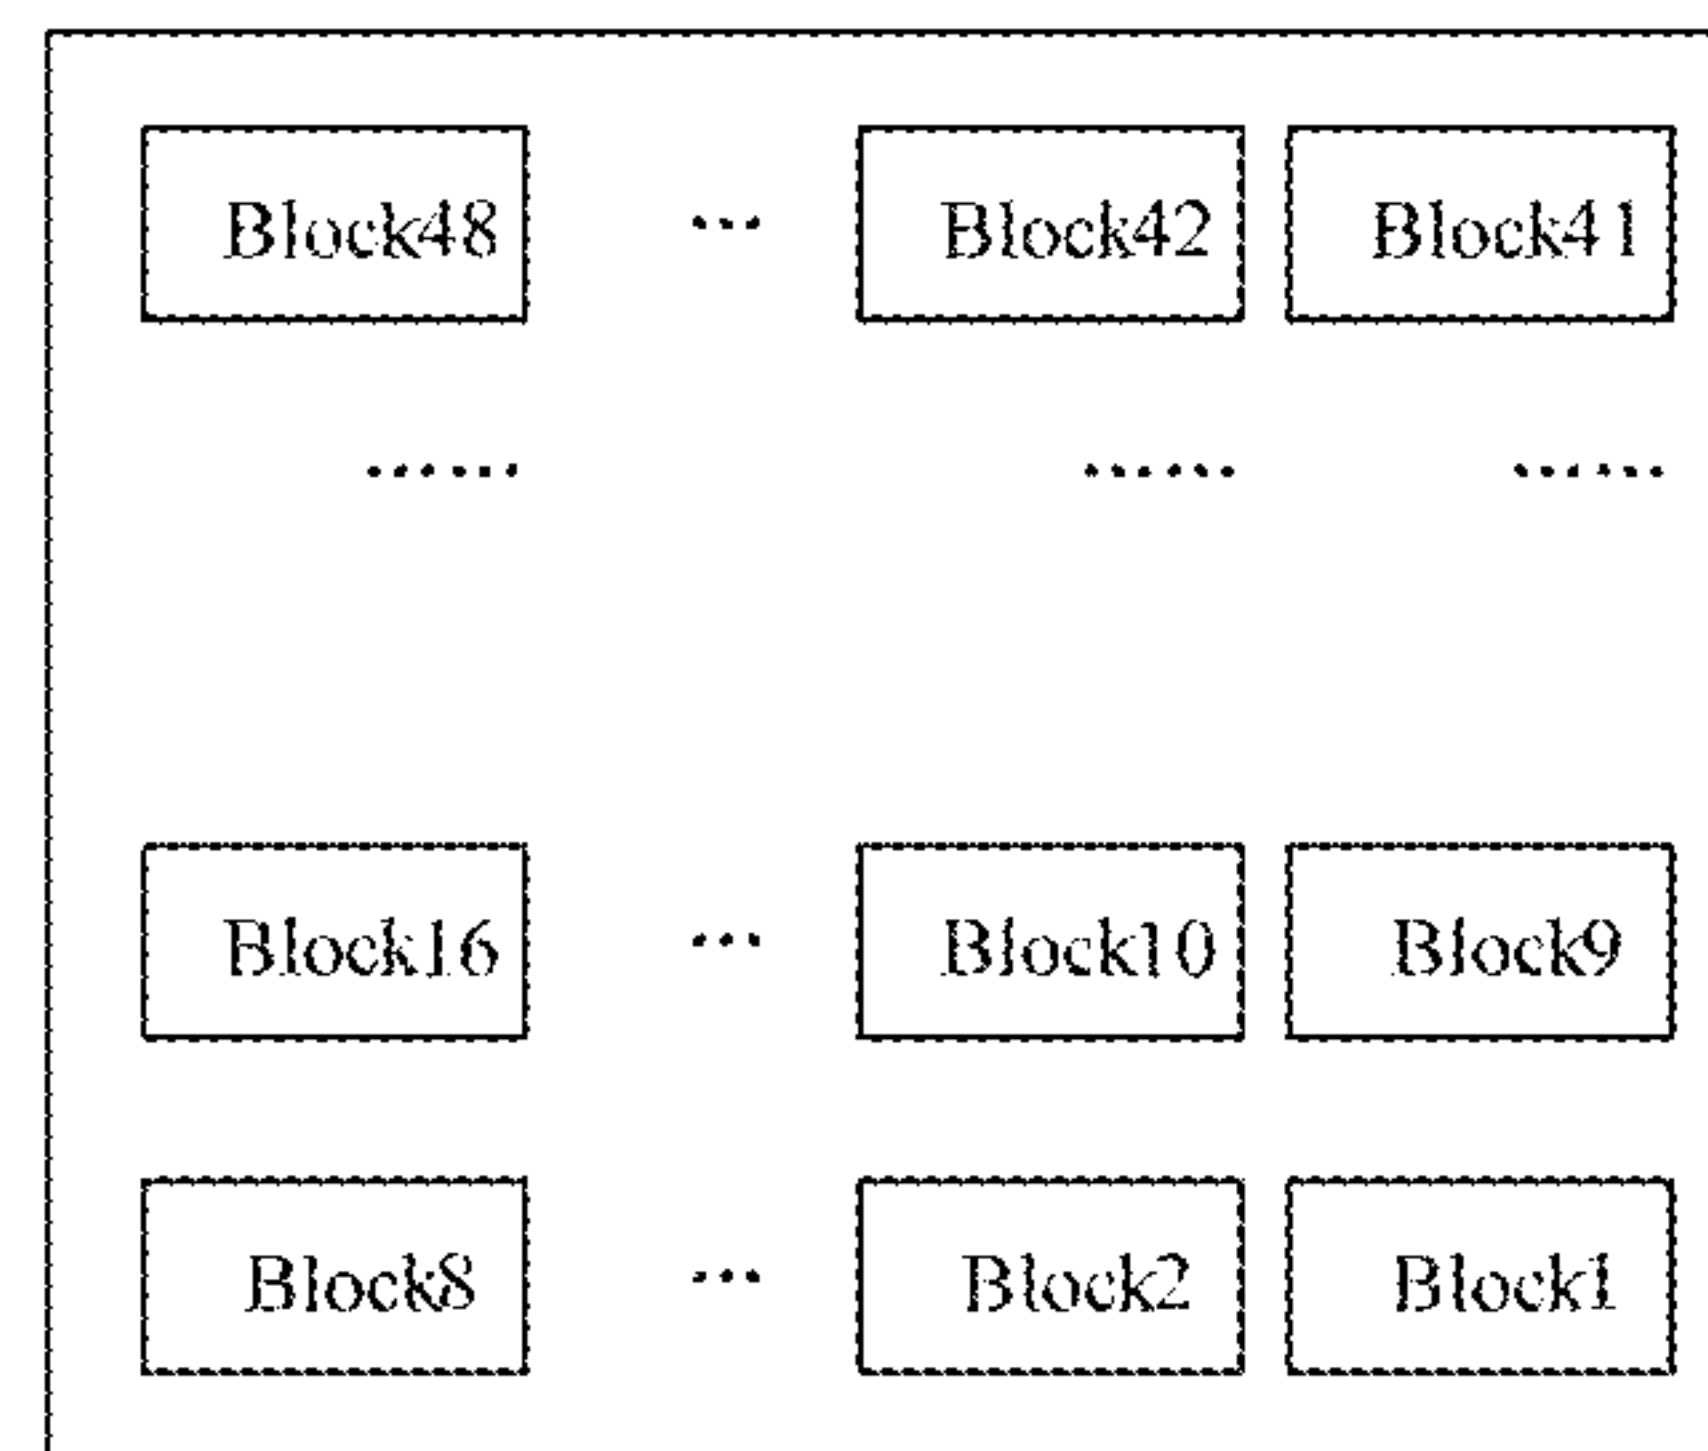 Block48 ... Block42 Block41
...... ...... ......
Block16 ... Block10 Block9
Block8 ... Block2 Block1